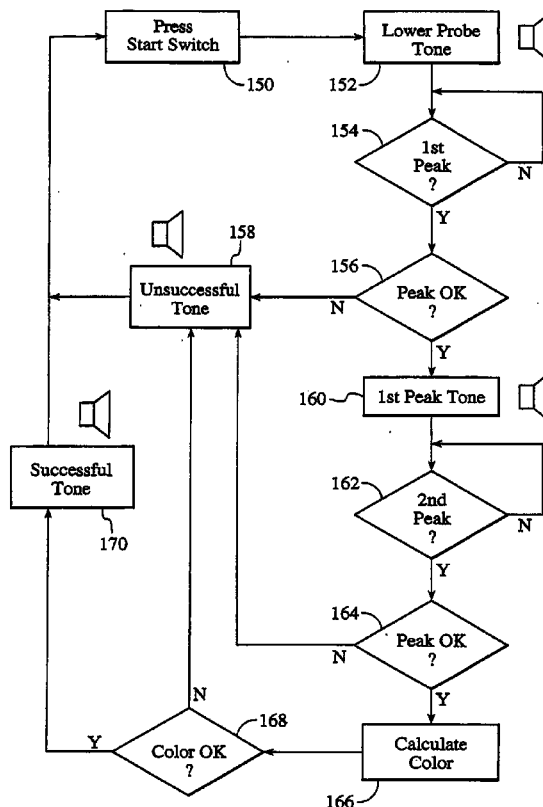 Press
Start Switch
150
Lower Probe
Tone
152
154
1st
Peak
?
N
Y
156
Peak OK
?
N
Y
158
Unsuccessful
Tone
160
1st Peak Tone
162
2nd
Peak
?
N
Y
164
Peak OK
?
N
Y
Calculate
Color
166
168
Color OK
?
N
Y
Successful
Tone
170